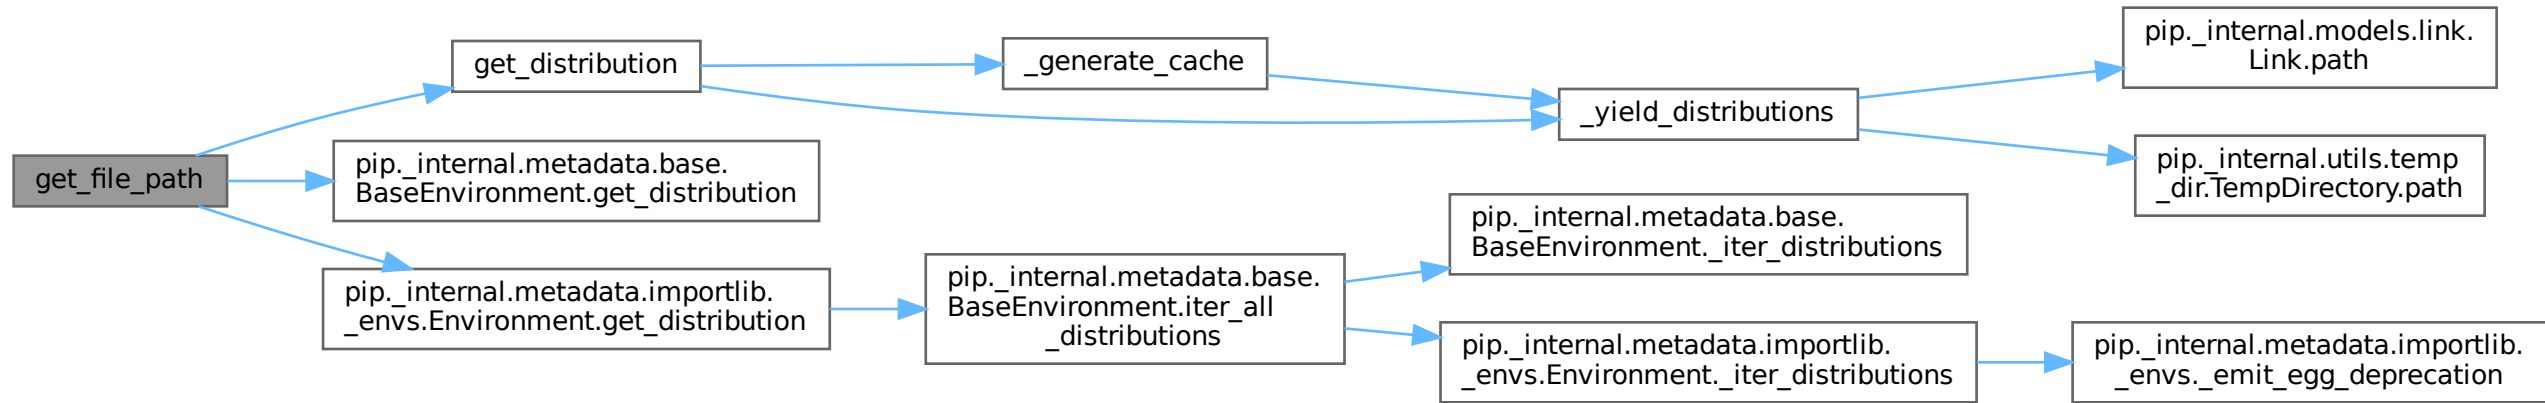 get_file_path
get_distribution
pip._internal.metadata.base.
BaseEnvironment.get_distribution
pip._internal.metadata.importlib.
_envs.Environment.get_distribution
_generate_cache
pip._internal.metadata.base.
BaseEnvironment.iter_all
_distributions
_yield_distributions
pip._internal.metadata.base.
BaseEnvironment._iter_distributions
pip._internal.metadata.importlib.
_envs.Environment._iter_distributions
pip._internal.models.link.
Link.path
pip._internal.utils.temp
_dir.TempDirectory.path
pip._internal.metadata.importlib.
_envs._emit_egg_deprecation